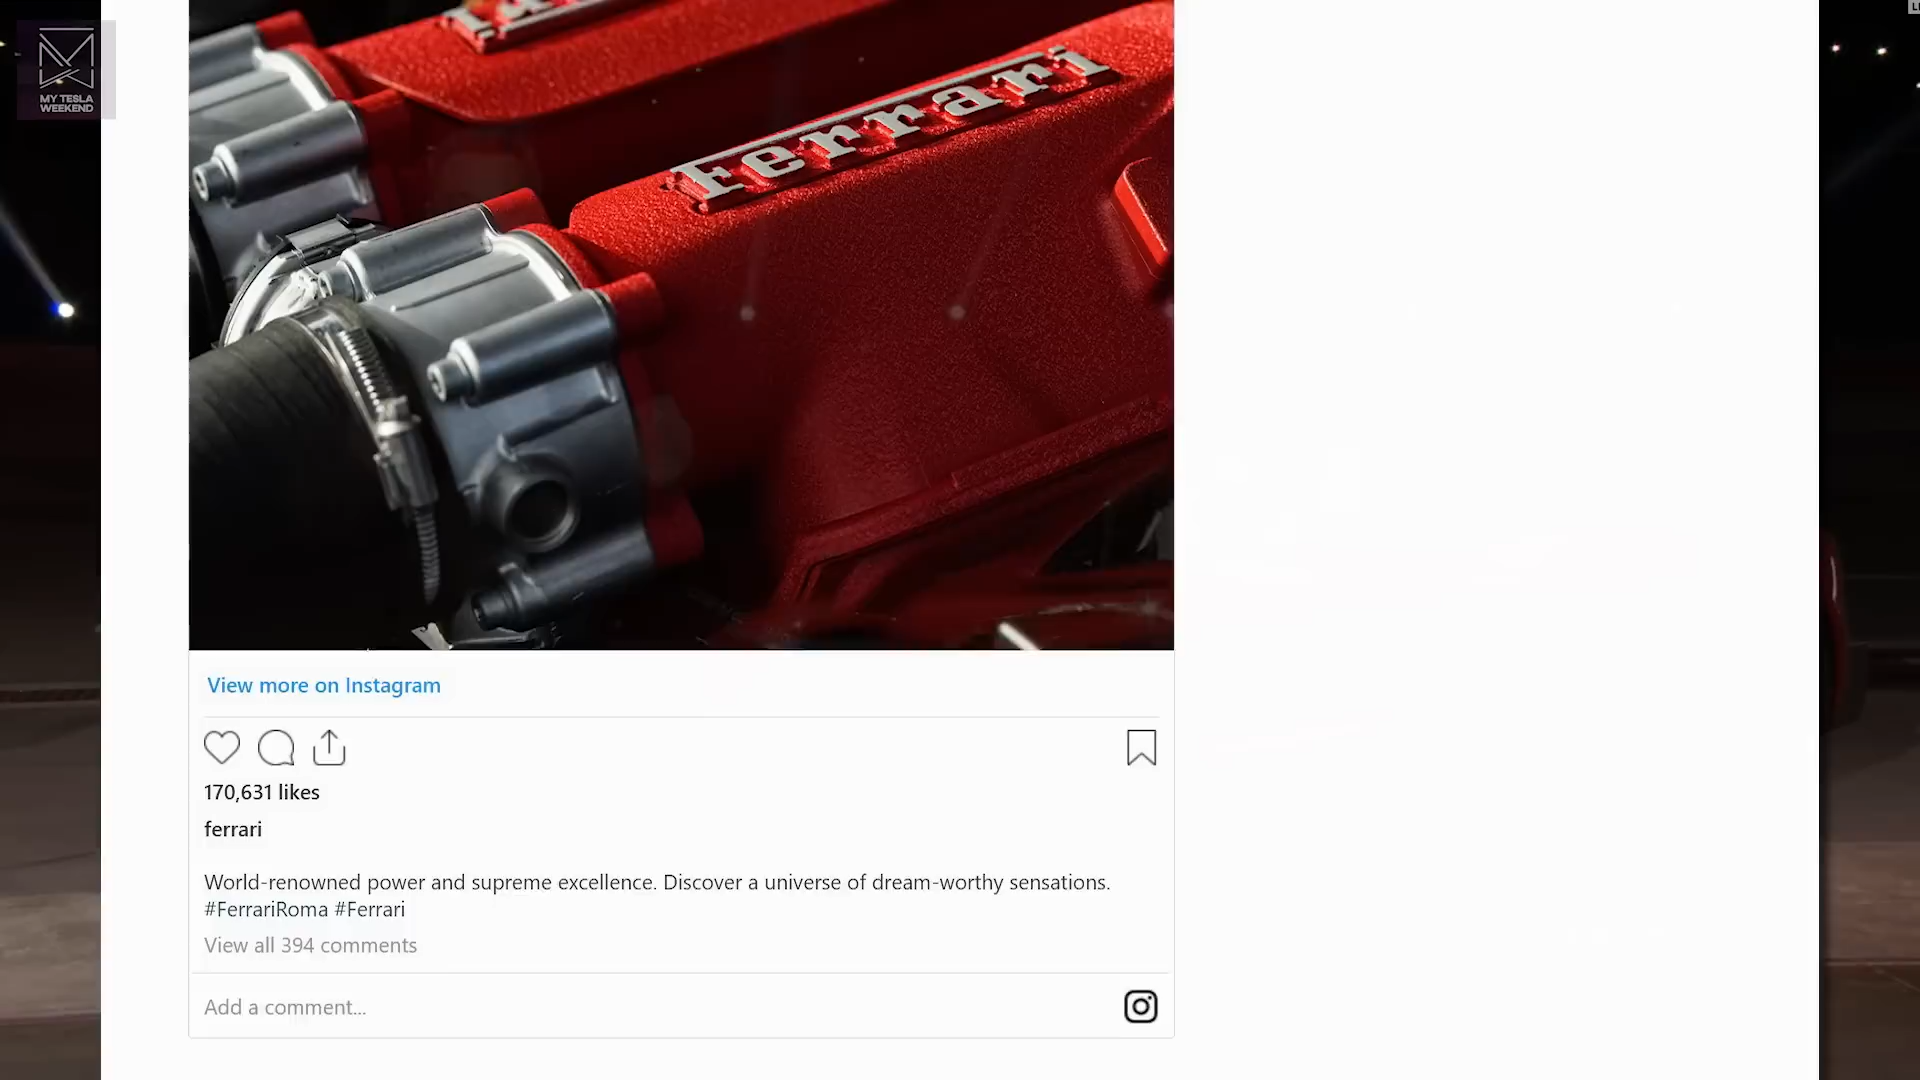 MY TESLA
WEEKEND
Ferrari
View more on Instagram
170,631 likes
ferrari
World-renowned power and supreme excellence. Discover a universe of dream-worthy sensations.
#FerrariRoma #Ferrari
View all 394 comments
Add a comment...